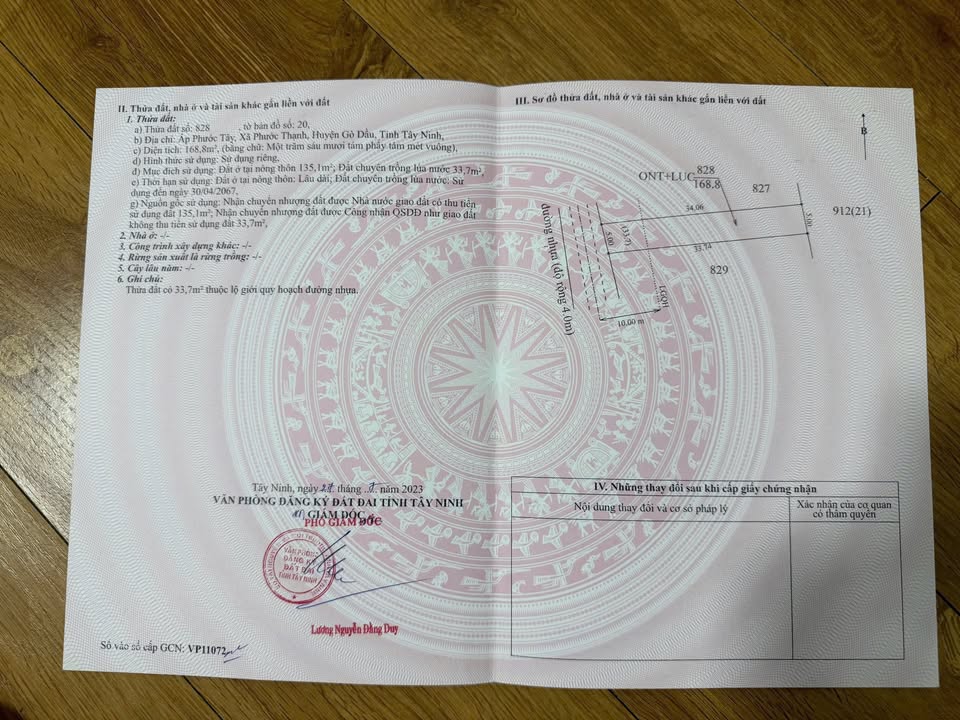 II. Thửa đất, nhà ở và tài sản khác gắn liền với đất
1. Thửa đất:
a) Thửa đất số: 828 , tờ bản đồ số: 20,
b) Địa chỉ: Ấp Phước Tây, Xã Phước Thạnh, Huyện Gò Dầu, Tỉnh Tây Ninh,
c) Diện tích: 168,8m², (bằng chữ: Một trăm sáu mươi tám phẩy tám mét vuông),
d) Hình thức sử dụng: Sử dụng riêng,
đ) Mục đích sử dụng: Đất ở tại nông thôn 135,1m²; Đất chuyên trồng lúa nước 33,7m²,
e) Thời hạn sử dụng: Đất ở tại nông thôn: Lâu dài; Đất chuyên trồng lúa nước: Sử
dụng đến ngày 30/04/2067,
g) Nguồn gốc sử dụng: Nhận chuyển nhượng đất được Nhà nước giao đất có thu tiền
sử dụng đất 135,1m²; Nhận chuyển nhượng đất được Công nhận QSDĐ như giao đất
không thu tiền sử dụng đất 33,7m²,
2. Nhà ở: -/-
3. Công trình xây dựng khác: -/-
4. Rừng sản xuất là rừng trồng: -/-
5. Cây lâu năm: -/-
6. Ghi chú:
Thửa đất có 33,7m² thuộc lộ giới quy hoạch đường nhựa.
Tây Ninh, ngày tháng năm 2023
VĂN PHÒNG ĐĂNG KÝ ĐẤT ĐAI TỈNH TÂY NINH
GIÁM ĐỐC
PHÓ GIÁM ĐỐC
VĂN PHÒNG
ĐĂNG KÝ
ĐẤT ĐAI
TỈNH TÂY NINH
Lương Nguyễn Đăng Duy
Số vào sổ cấp GCN: VP11072
III. Sơ đồ thửa đất, nhà ở và tài sản khác gắn liền với đất
B
ONT+LUC 828
168.8
827
912(21)
34.06
5.00
(33.7)
5.00
33.14
829
đường nhựa (độ rộng 4.0m)
LGQH
10.00 m
IV. Những thay đổi sau khi cấp giấy chứng nhận
Nội dung thay đổi và cơ sở pháp lý
Xác nhận của cơ quan
có thẩm quyền